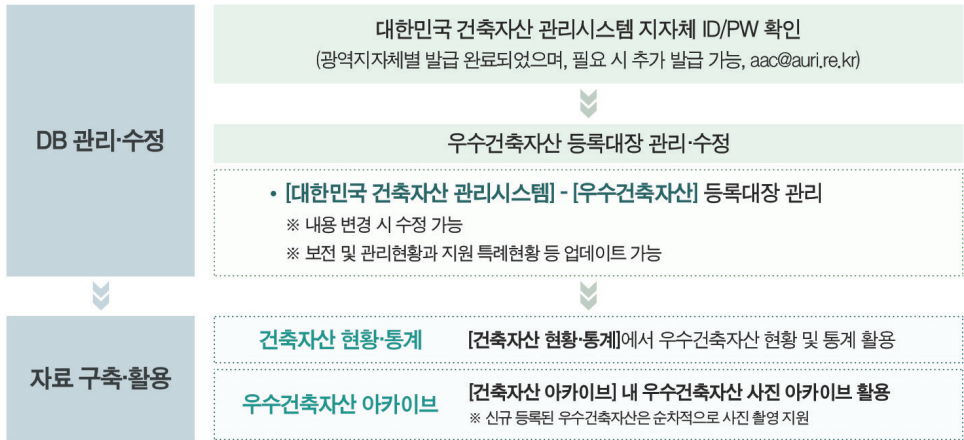 대한민국 건축자산 관리시스템 지자체 ID/PW 확인
(광역지자체별 발급 완료되었으며, 필요 시 추가 발급 가능, aac@auri.re.kr)
DB 관리·수정
우수건축자산 등록대장 관리·수정
• [대한민국 건축자산 관리시스템] - [우수건축자산] 등록대장 관리
※ 내용 변경 시 수정 가능
※ 보전 및 관리현황과 지원 특례현황 등 업데이트 가능
자료 구축·활용
건축자산 현황·통계
[건축자산 현황·통계]에서 우수건축자산 현황 및 통계 활용
우수건축자산 아카이브
[건축자산 아카이브] 내 우수건축자산 사진 아카이브 활용
※ 신규 등록된 우수건축자산은 순차적으로 사진 촬영 지원